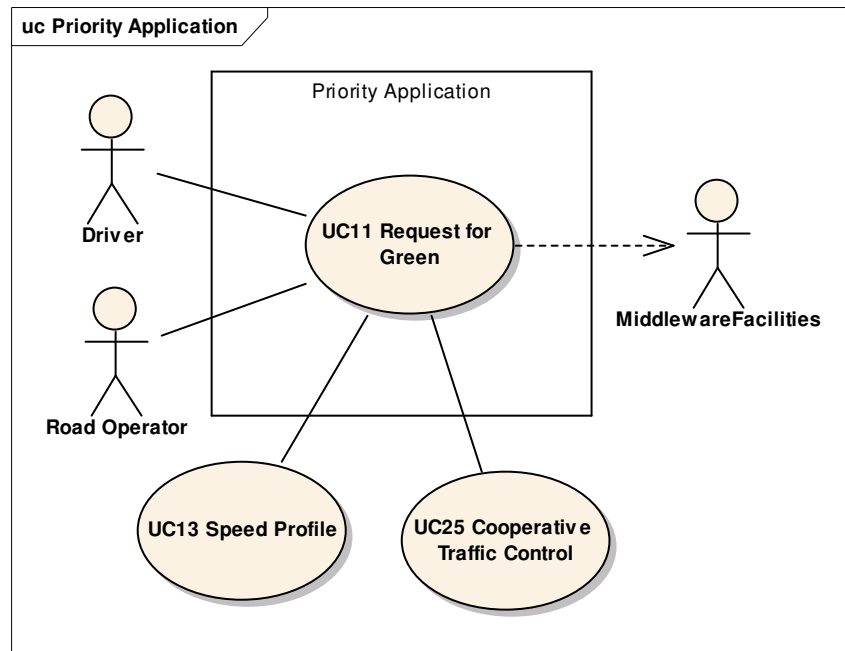 uc Priority Application
Priority Application
Driver
UC11 Request for
Green
MiddlewareFacilities
Road Operator
UC13 Speed Profile
UC25 Cooperative
Traffic Control